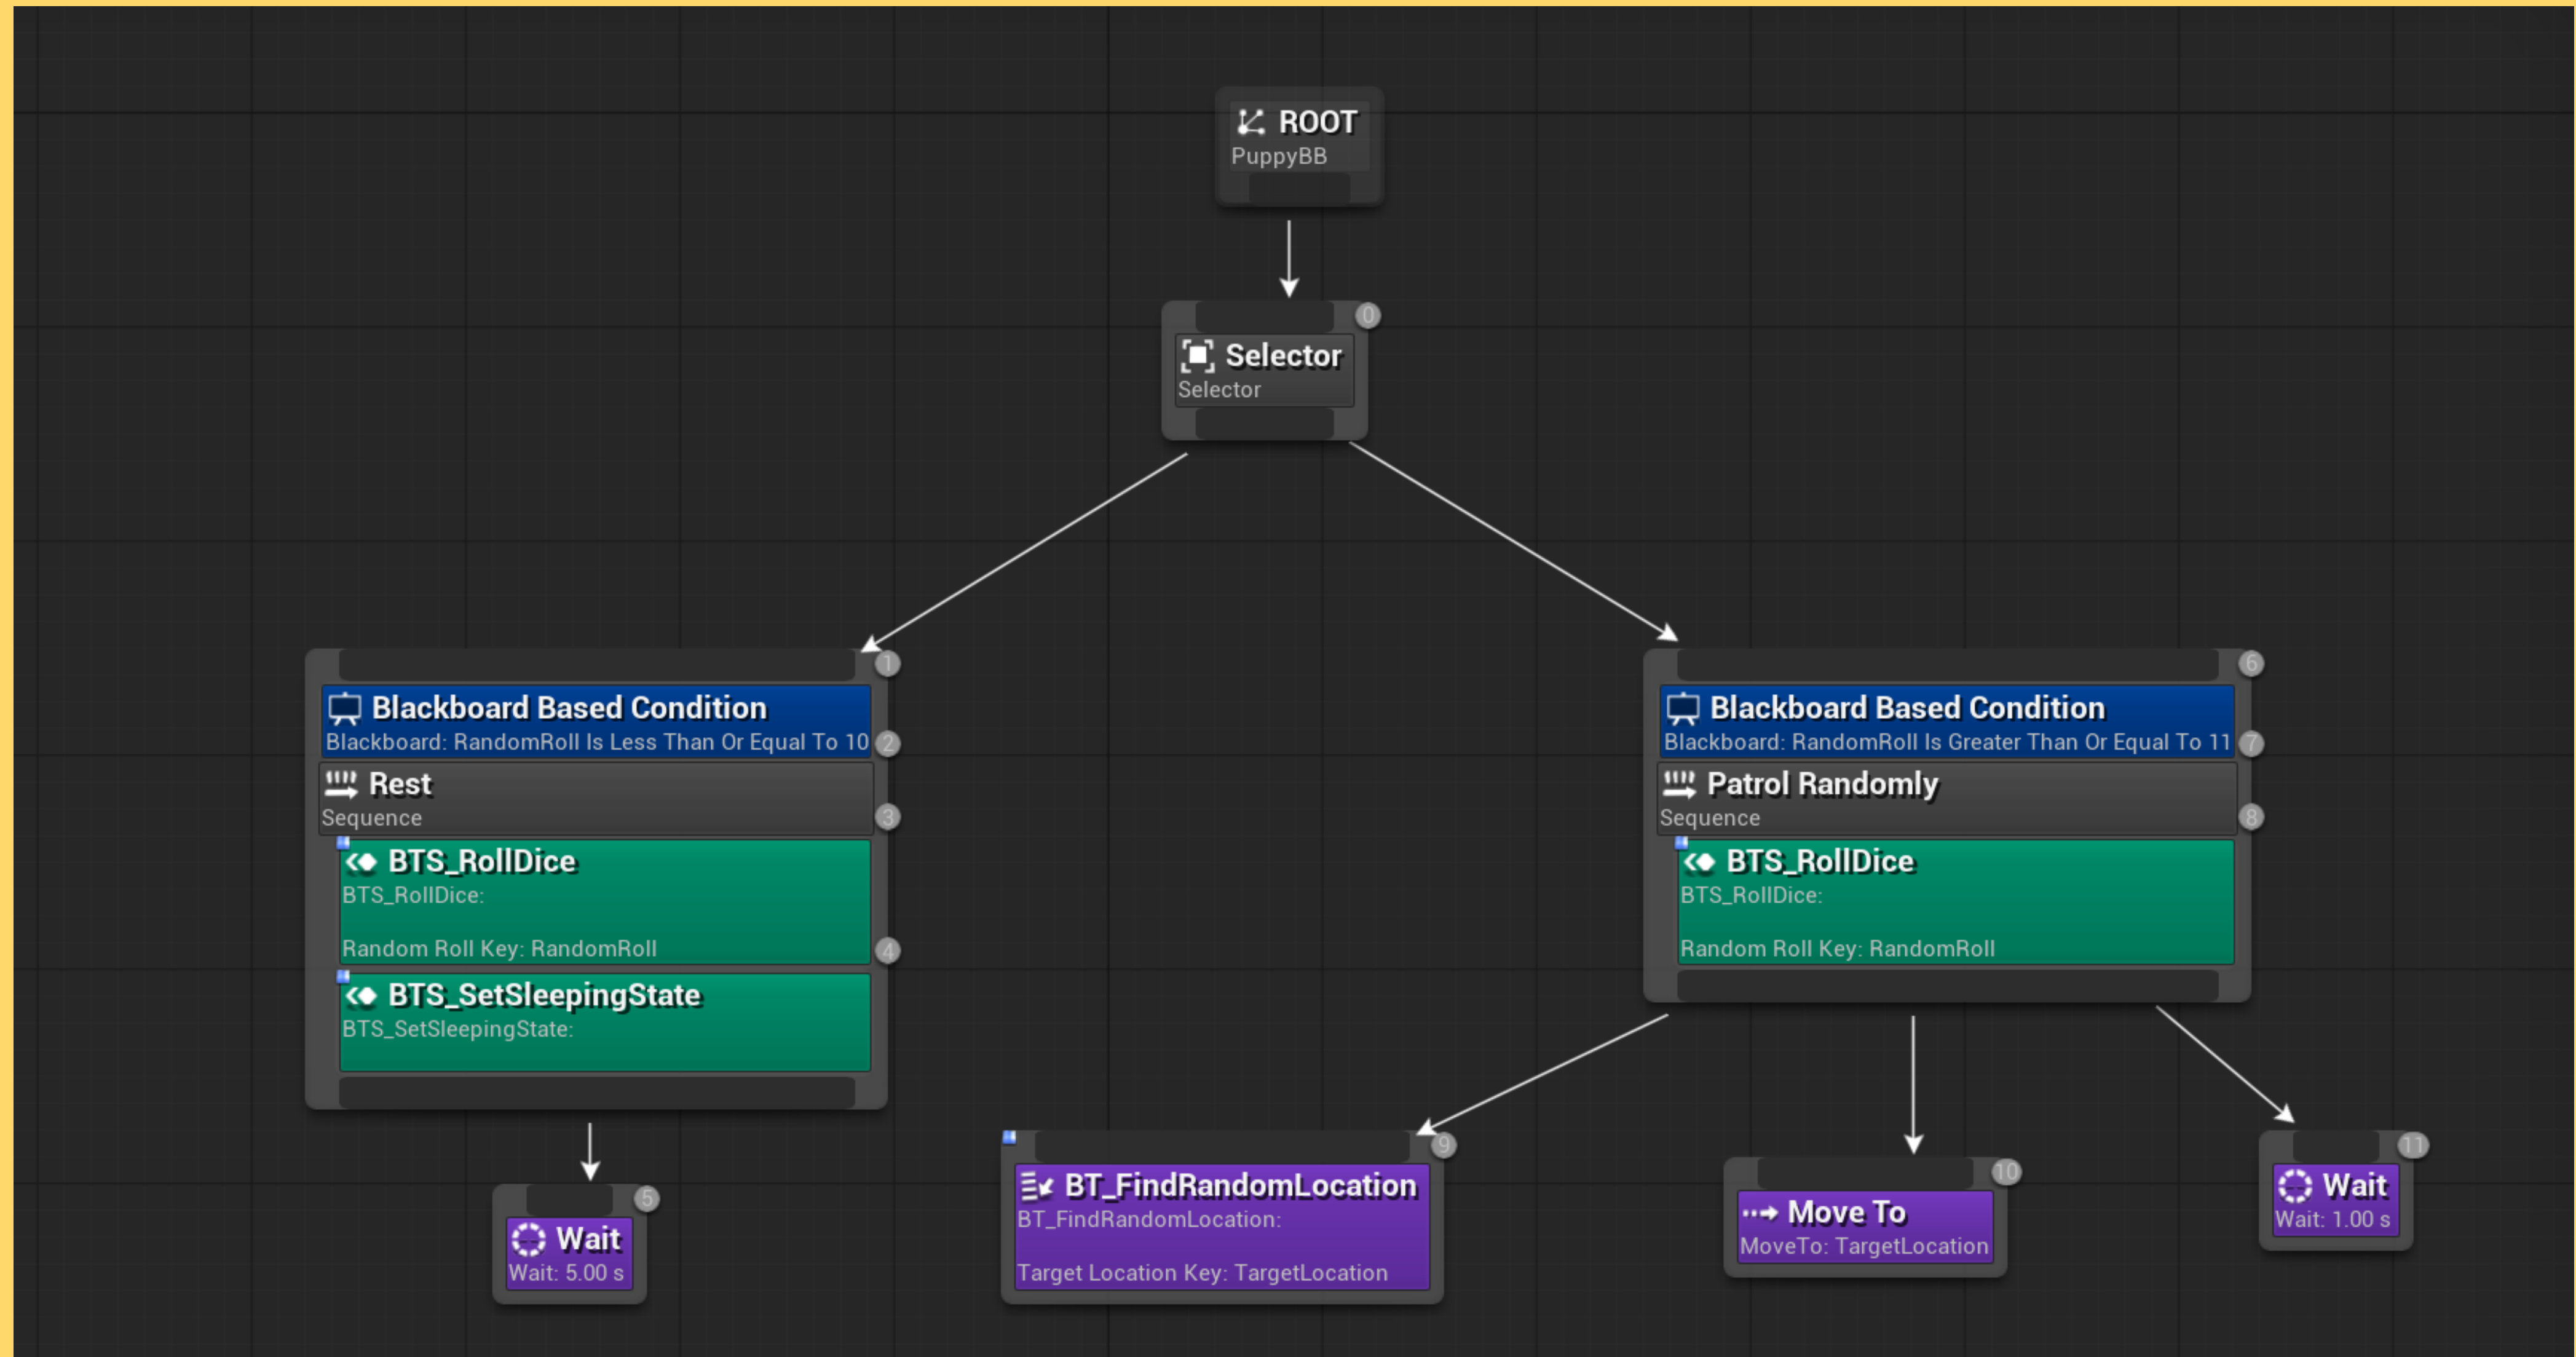 ROOT
PuppyBB
0
Selector
Selector
1
Blackboard Based Condition
Blackboard: RandomRoll Is Less Than Or Equal To 10
2
Rest
Sequence
3
BTS_RollDice
BTS_RollDice:
Random Roll Key: RandomRoll
4
BTS_SetSleepingState
BTS_SetSleepingState:
5
Wait
Wait: 5.00 s
6
Blackboard Based Condition
Blackboard: RandomRoll Is Greater Than Or Equal To 11
7
Patrol Randomly
Sequence
8
BTS_RollDice
BTS_RollDice:
Random Roll Key: RandomRoll
9
BT_FindRandomLocation
BT_FindRandomLocation:
Target Location Key: TargetLocation
10
Move To
MoveTo: TargetLocation
11
Wait
Wait: 1.00 s